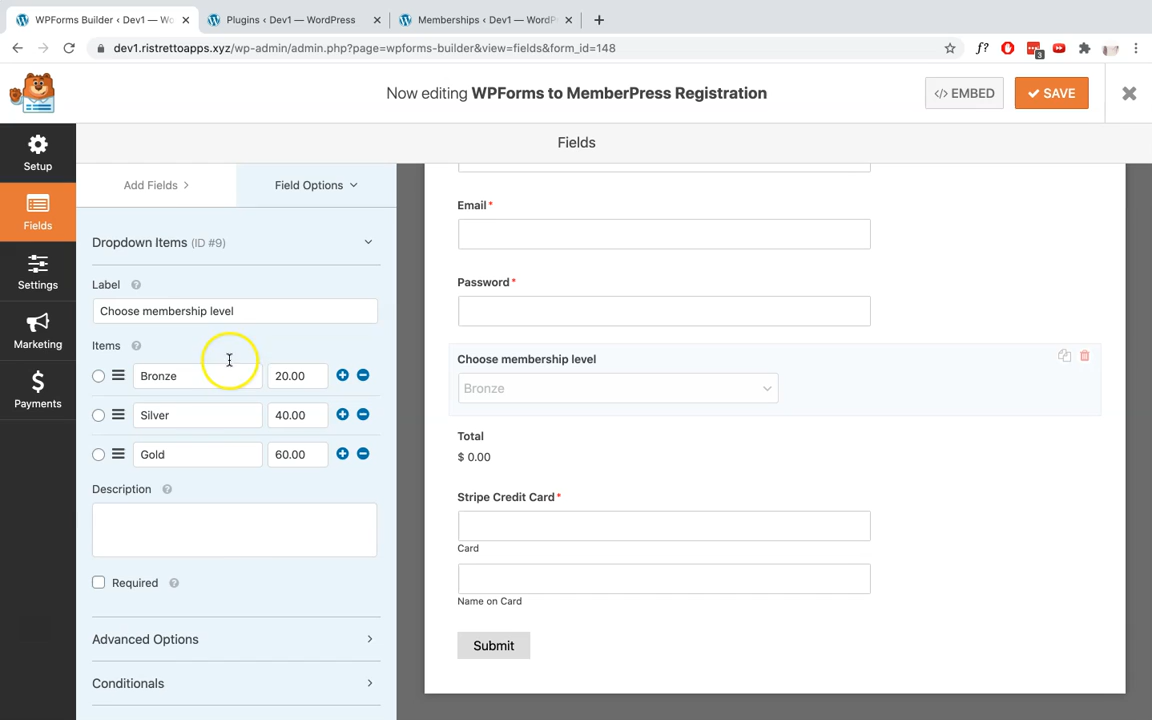 WPForms Builder < Dev1 — Wo
Plugins < Dev1 — WordPress
Memberships < Dev1 — WordP
dev1.ristrettoapps.xyz/wp-admin/admin.php?page=wpforms-builder&view=fields&form_id=148
f?
3
Now editing WPForms to MemberPress Registration
</> EMBED
SAVE
Fields
Setup
Fields
Settings
Marketing
Payments
Add Fields
Field Options
Dropdown Items (ID #9)
Label
Choose membership level
Items
Bronze 20.00
Silver 40.00
Gold 60.00
Description
Required
Advanced Options
Conditionals
Email*
Password*
Choose membership level
Bronze
Total
$ 0.00
Stripe Credit Card*
Card
Name on Card
Submit